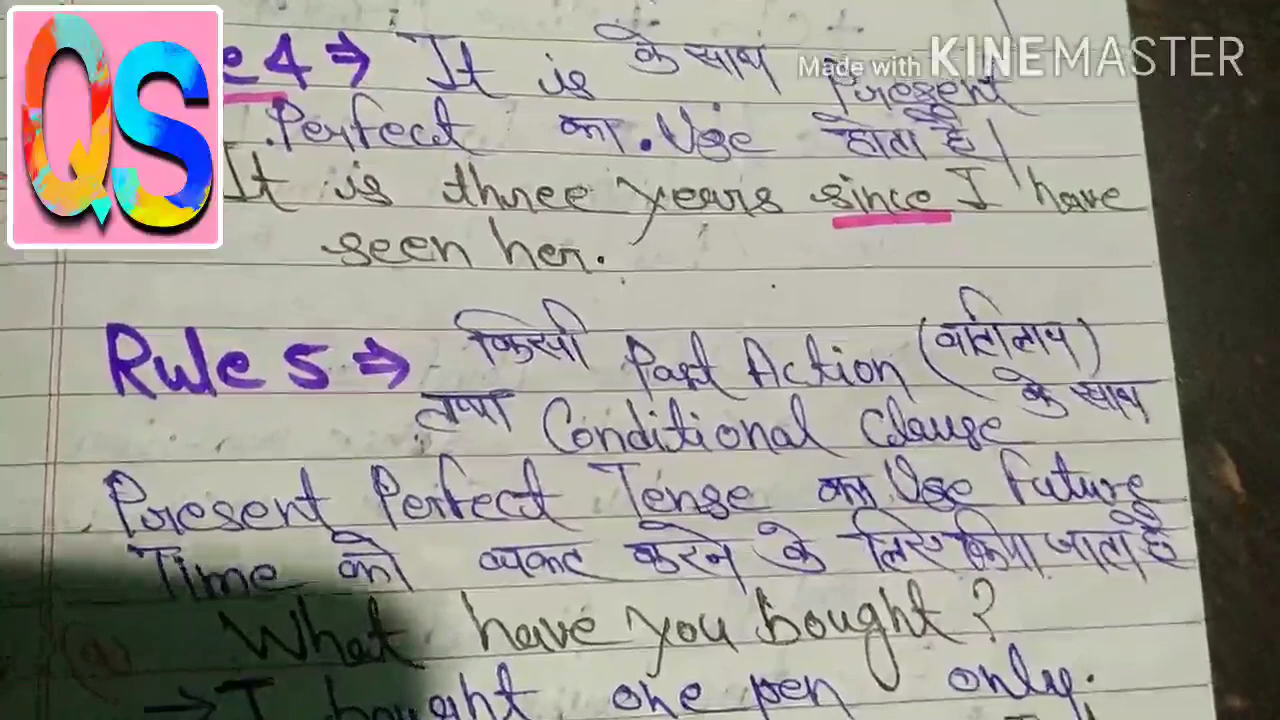 QS
Made with KINEMASTER
e 4 ⇒ It is के साथ Present
Perfect का Use होता है।
It is three years since I have
seen her.
Rule 5 ⇒ किसी Past Action (वार्तालाप)
तथा Conditional Clause के साथ
Present Perfect Tense का Use Future
Time को व्यक्त करने के लिए किया जाता है
(a) What have you bought?
→ I bought one pen only.